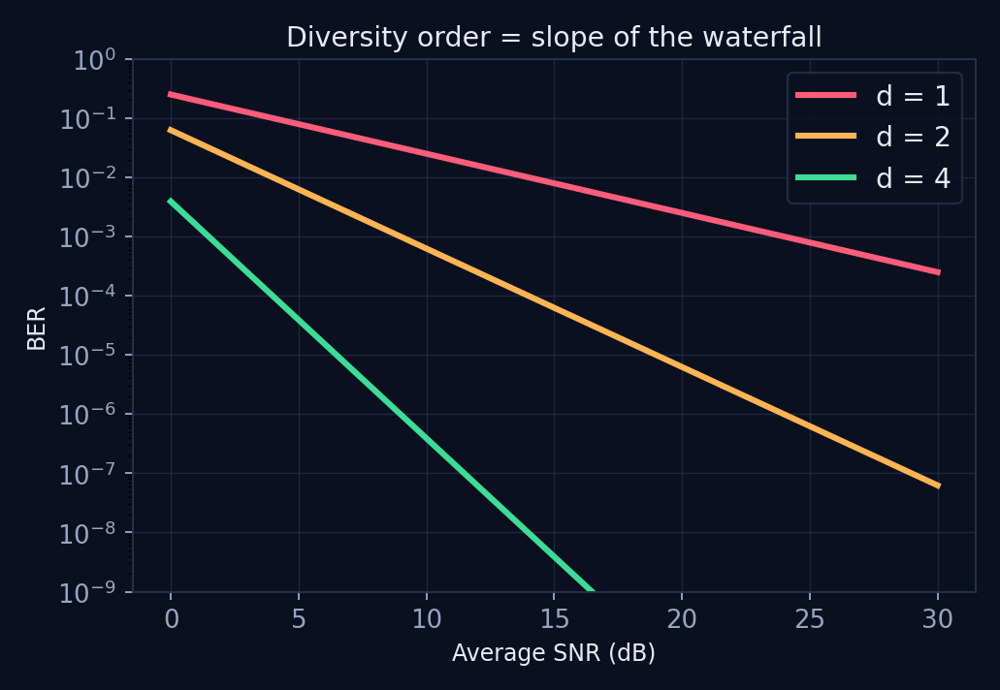 Diversity order = slope of the waterfall
d = 1
d = 2
d = 4
10⁰
10⁻¹
10⁻²
10⁻³
10⁻⁴
10⁻⁵
10⁻⁶
10⁻⁷
10⁻⁸
10⁻⁹
BER
0 5 10 15 20 25 30
Average SNR (dB)